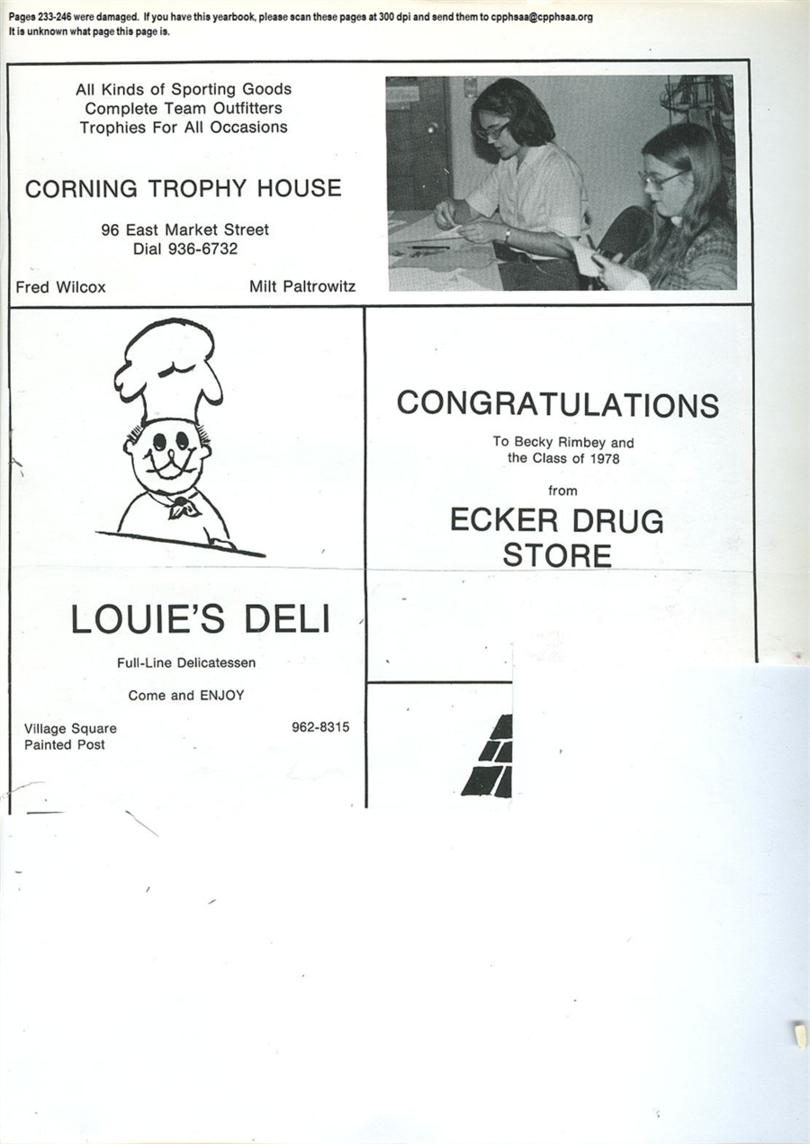 Pages 233-246 were damaged. If you have this yearbook, please scan these pages at 300 dpi and send them to cpphsaa@cpphsaa.org
It is unknown what page this page is.
All Kinds of Sporting Goods
Complete Team Outfitters
Trophies For All Occasions
CORNING TROPHY HOUSE
96 East Market Street
Dial 936-6732
Fred Wilcox
Milt Paltrowitz
LOUIE'S DELI
Full-Line Delicatessen
Come and ENJOY
Village Square
Painted Post
962-8315
CONGRATULATIONS
To Becky Rimbey and
the Class of 1978
from
ECKER DRUG
STORE